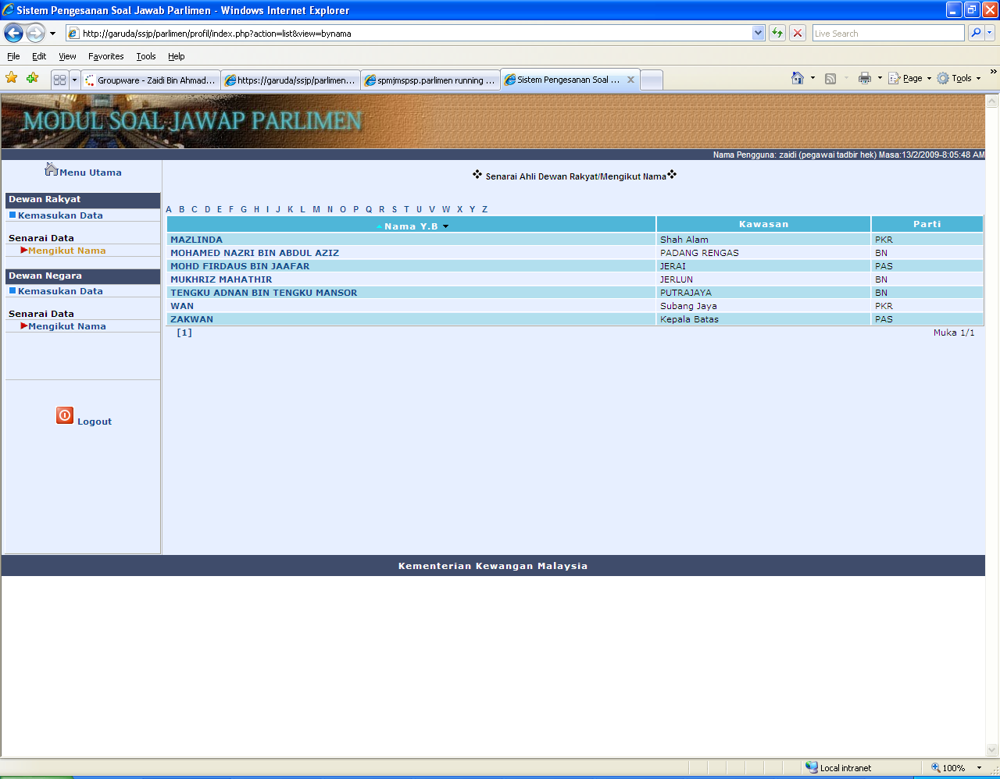 Sistem Pengesanan Soal Jawab Parlimen - Windows Internet Explorer
http://garuda/ssjp/parlimen/profil/index.php?action=list&view=bynama
Live Search
File Edit View Favorites Tools Help
Groupware - Zaidi Bin Ahmad... https://garuda/ssjp/parlimen... spmjmspsp.parlimen running ... Sistem Pengesanan Soal ... Page Tools
MODUL SOAL JAWAP PARLIMEN
Nama Pengguna: zaidi (pegawai tadbir hek) Masa:13/2/2009-8:05:48 AM
Menu Utama
Dewan Rakyat
Kemasukan Data
Senarai Data
Mengikut Nama
Dewan Negara
Kemasukan Data
Senarai Data
Mengikut Nama
Logout
Senarai Ahli Dewan Rakyat/Mengikut Nama
A B C D E F G H I J K L M N O P Q R S T U V W X Y Z
Nama Y.B Kawasan Parti
MAZLINDA Shah Alam PKR
MOHAMED NAZRI BIN ABDUL AZIZ PADANG RENGAS BN
MOHD FIRDAUS BIN JAAFAR JERAI PAS
MUKHRIZ MAHATHIR JERLUN BN
TENGKU ADNAN BIN TENGKU MANSOR PUTRAJAYA BN
WAN Subang Jaya PKR
ZAKWAN Kepala Batas PAS
[1] Muka 1/1
Kementerian Kewangan Malaysia
Local intranet 100%